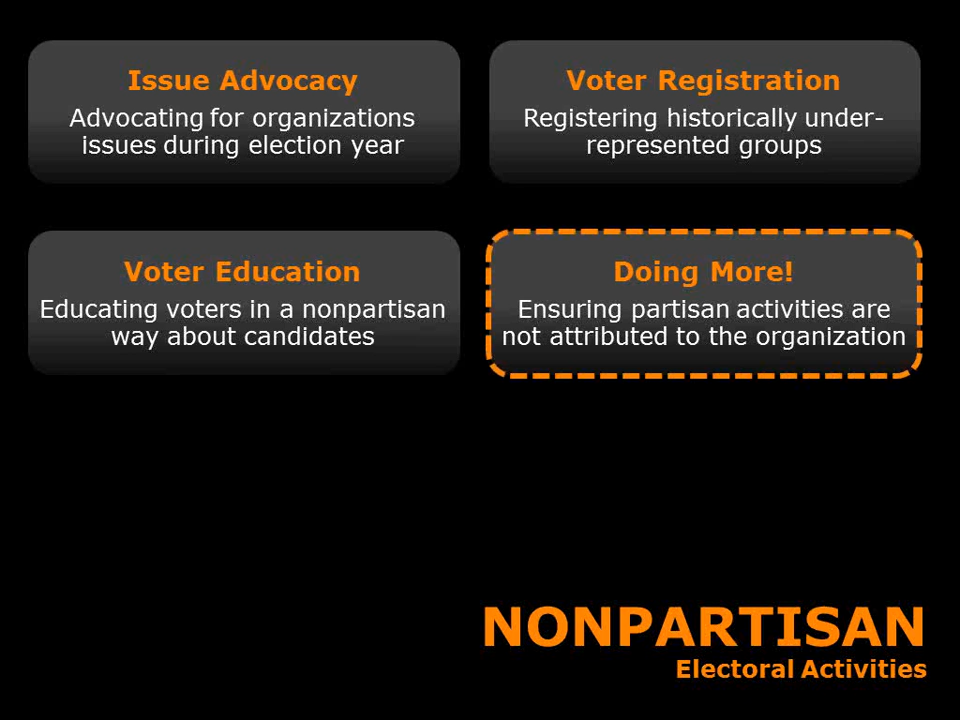 Issue Advocacy
Advocating for organizations
issues during election year
Voter Registration
Registering historically under-
represented groups
Voter Education
Educating voters in a nonpartisan
way about candidates
Doing More!
Ensuring partisan activities are
not attributed to the organization
NONPARTISAN
Electoral Activities